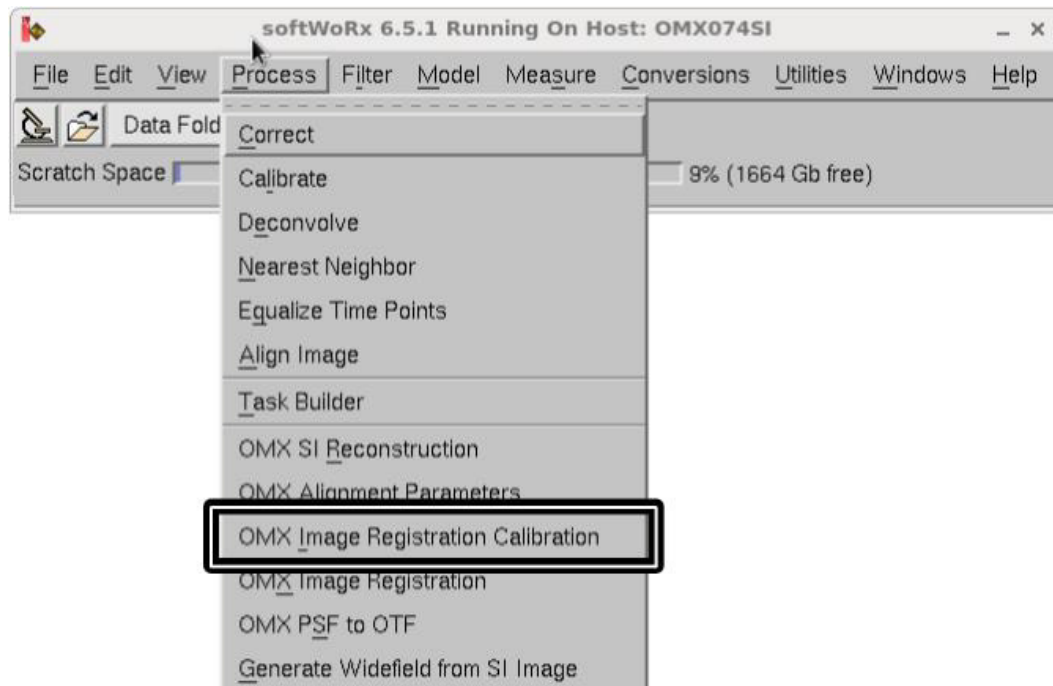 softWoRx 6.5.1 Running On Host: OMX074SI
File Edit View Process Filter Model Measure Conversions Utilities Windows Help
Data Fold
Scratch Space 9% (1664 Gb free)
Correct
Calibrate
Deconvolve
Nearest Neighbor
Equalize Time Points
Align Image
Task Builder
OMX SI Reconstruction
OMX Alignment Parameters
OMX Image Registration Calibration
OMX Image Registration
OMX PSF to OTF
Generate Widefield from SI Image